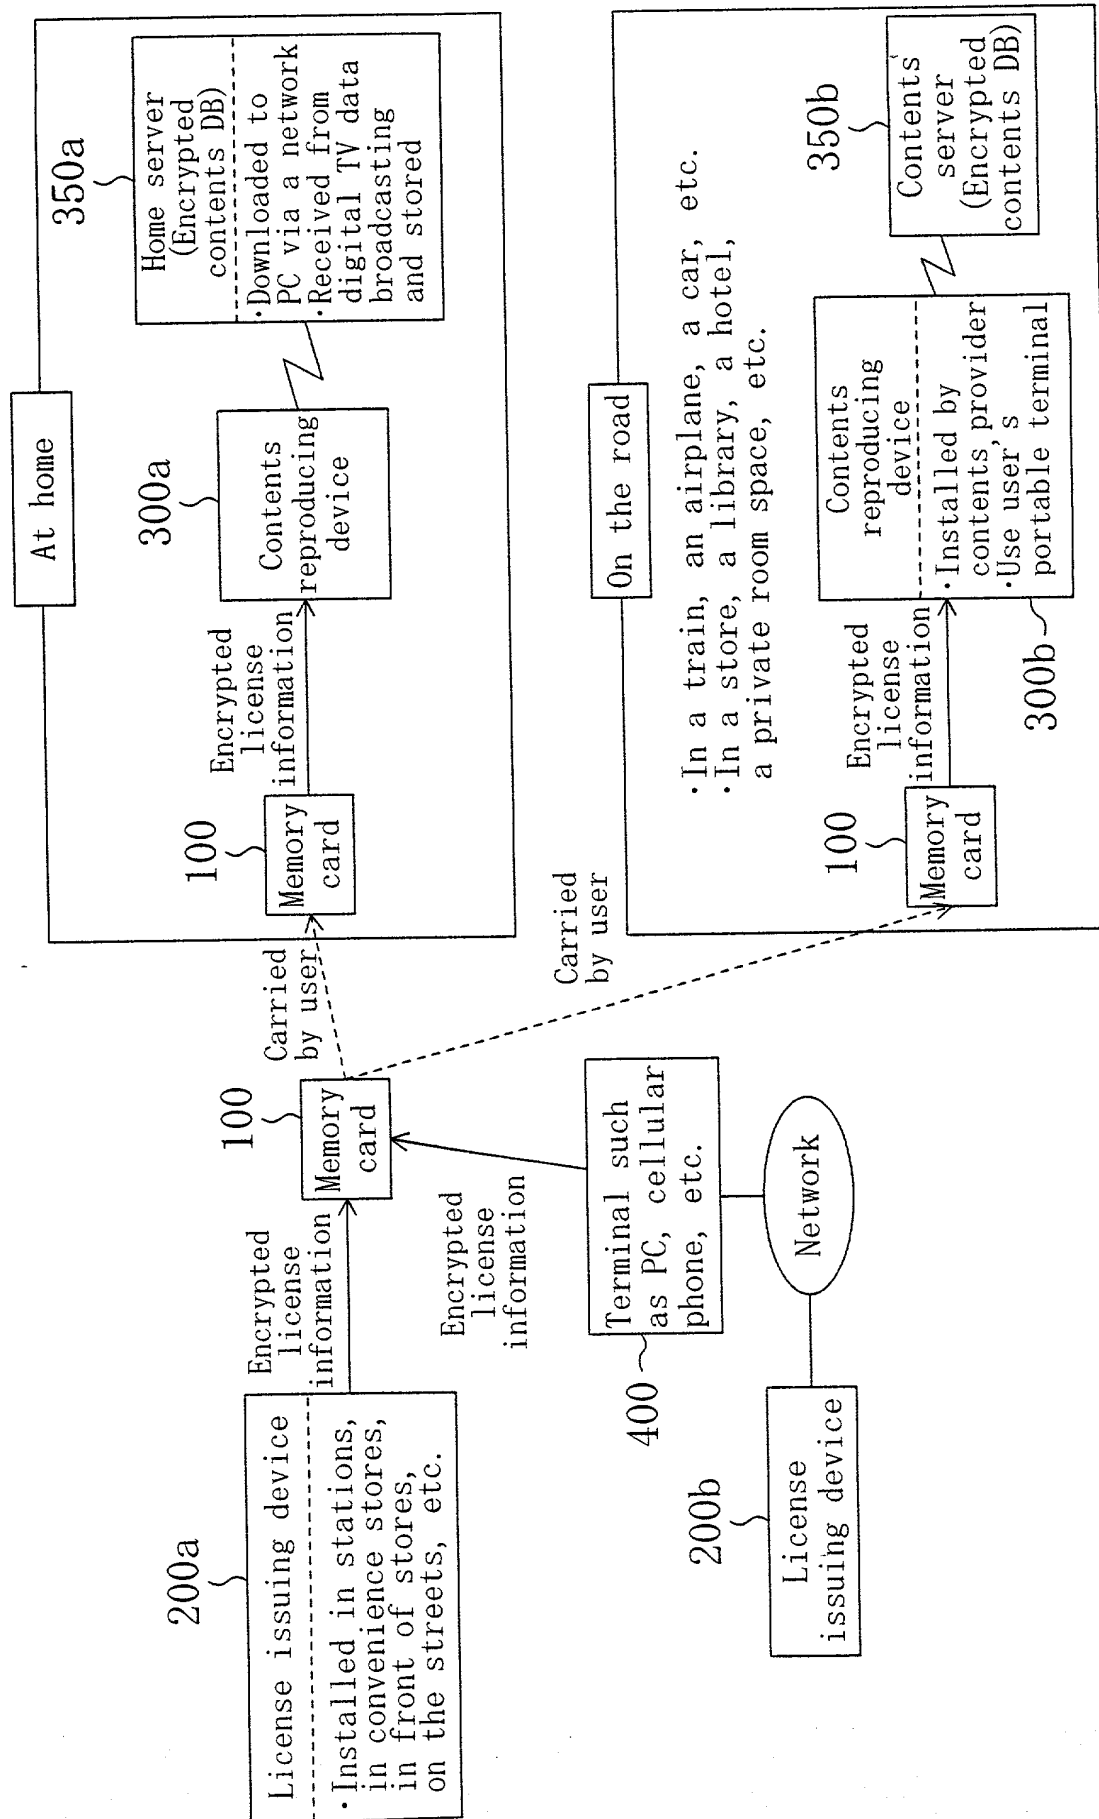 200a
License issuing device
·Installed in stations,
in convenience stores,
in front of stores,
on the streets, etc.
Encrypted
license
information
100
Memory
card
Encrypted
license
information
400
Terminal such
as PC, cellular
phone, etc.
Network
200b
License
issuing device
Carried
by user
Carried
by user
At home
100
Memory
card
Encrypted
license
information
300a
Contents
reproducing
device
350a
Home server
(Encrypted
contents DB)
·Downloaded to
PC via a network
·Received from
digital TV data
broadcasting
and stored
On the road
·In a train, an airplane, a car, etc.
·In a store, a library, a hotel,
a private room space, etc.
100
Memory
card
Encrypted
license
information
300b
Contents
reproducing
device
·Installed by
contents provider
·Use user's
portable terminal
350b
Contents
server
(Encrypted
contents DB)